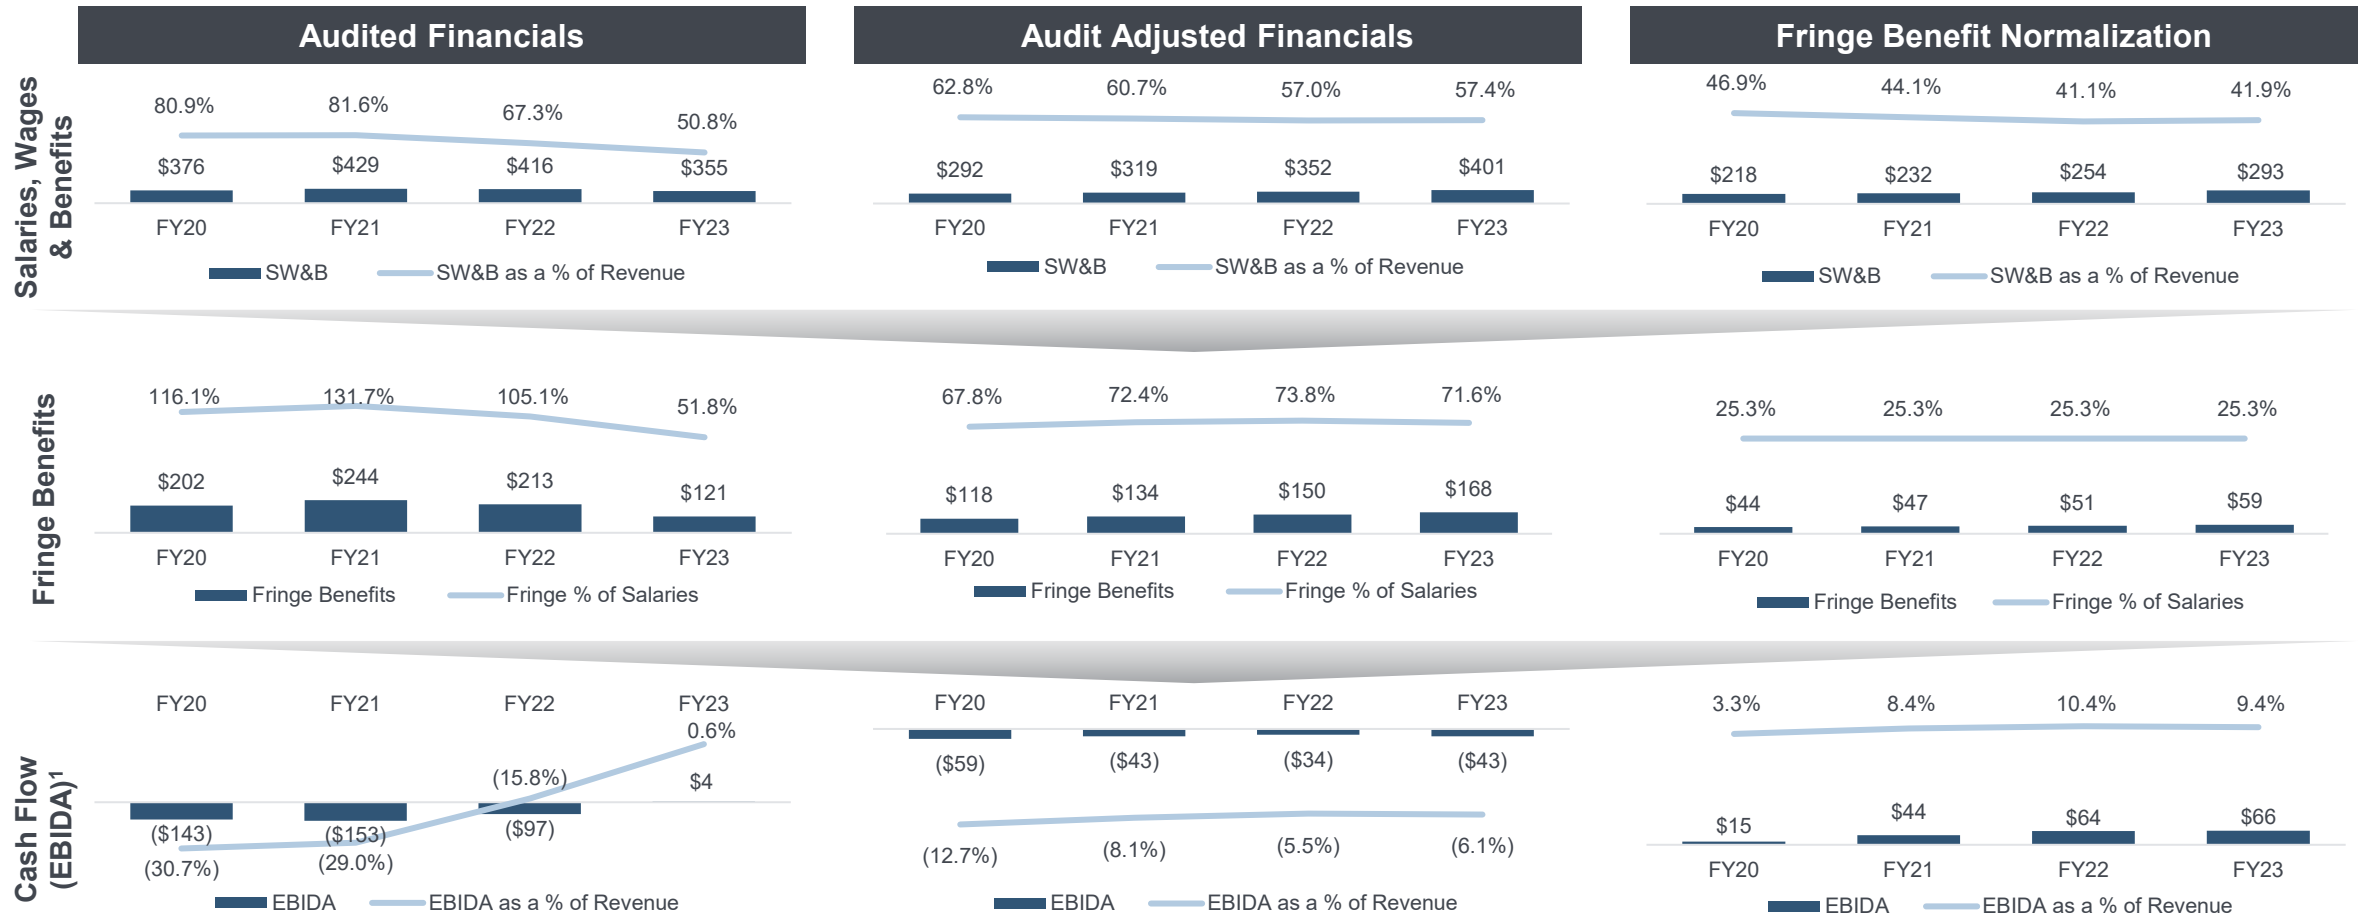 Audited Financials
Audit Adjusted Financials
Fringe Benefit Normalization
Salaries, Wages
& Benefits
80.9% 81.6% 67.3% 50.8%
$376 $429 $416 $355
FY20 FY21 FY22 FY23
SW&B SW&B as a % of Revenue
62.8% 60.7% 57.0% 57.4%
$292 $319 $352 $401
FY20 FY21 FY22 FY23
SW&B SW&B as a % of Revenue
46.9% 44.1% 41.1% 41.9%
$218 $232 $254 $293
FY20 FY21 FY22 FY23
SW&B SW&B as a % of Revenue
Fringe Benefits
116.1% 131.7% 105.1% 51.8%
$202 $244 $213 $121
FY20 FY21 FY22 FY23
Fringe Benefits Fringe % of Salaries
67.8% 72.4% 73.8% 71.6%
$118 $134 $150 $168
FY20 FY21 FY22 FY23
Fringe Benefits Fringe % of Salaries
25.3% 25.3% 25.3% 25.3%
$44 $47 $51 $59
FY20 FY21 FY22 FY23
Fringe Benefits Fringe % of Salaries
Cash Flow
(EBIDA)¹
FY20 FY21 FY22 FY23
0.6%
(15.8%) $4
($143) ($153) ($97)
(30.7%) (29.0%)
EBIDA EBIDA as a % of Revenue
FY20 FY21 FY22 FY23
($59) ($43) ($34) ($43)
(12.7%) (8.1%) (5.5%) (6.1%)
EBIDA EBIDA as a % of Revenue
3.3% 8.4% 10.4% 9.4%
$15 $44 $64 $66
FY20 FY21 FY22 FY23
EBIDA EBIDA as a % of Revenue